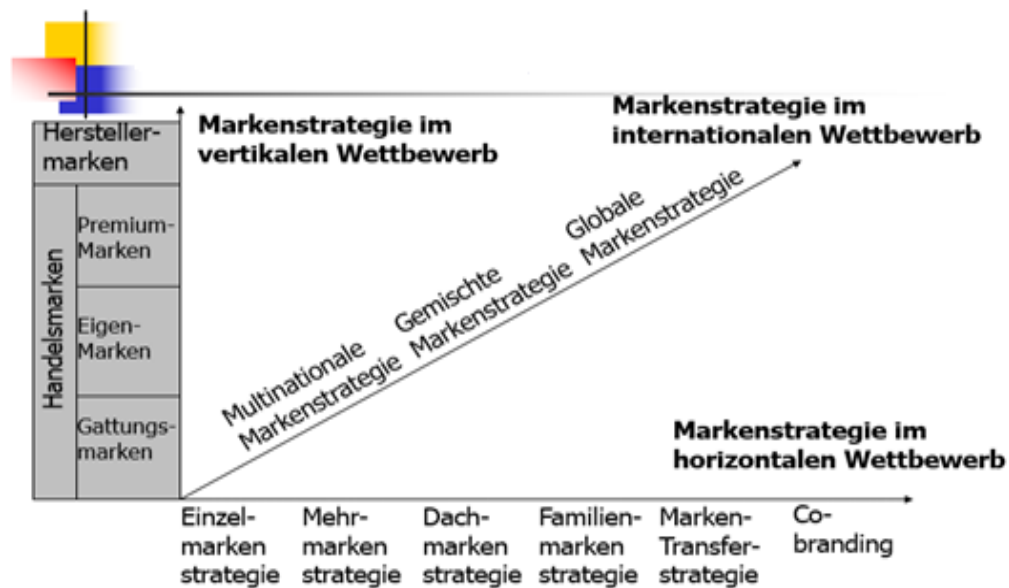 Hersteller-
marken
Handelsmarken
Premium-
Marken
Eigen-
Marken
Gattungs-
marken
Markenstrategie im
vertikalen Wettbewerb
Markenstrategie im
internationalen Wettbewerb
Multinationale
Markenstrategie
Gemischte
Markenstrategie
Globale
Markenstrategie
Markenstrategie im
horizontalen Wettbewerb
Einzel-
marken
strategie
Mehr-
marken
strategie
Dach-
marken
strategie
Familien-
marken
strategie
Marken-
Transfer-
strategie
Co-
branding